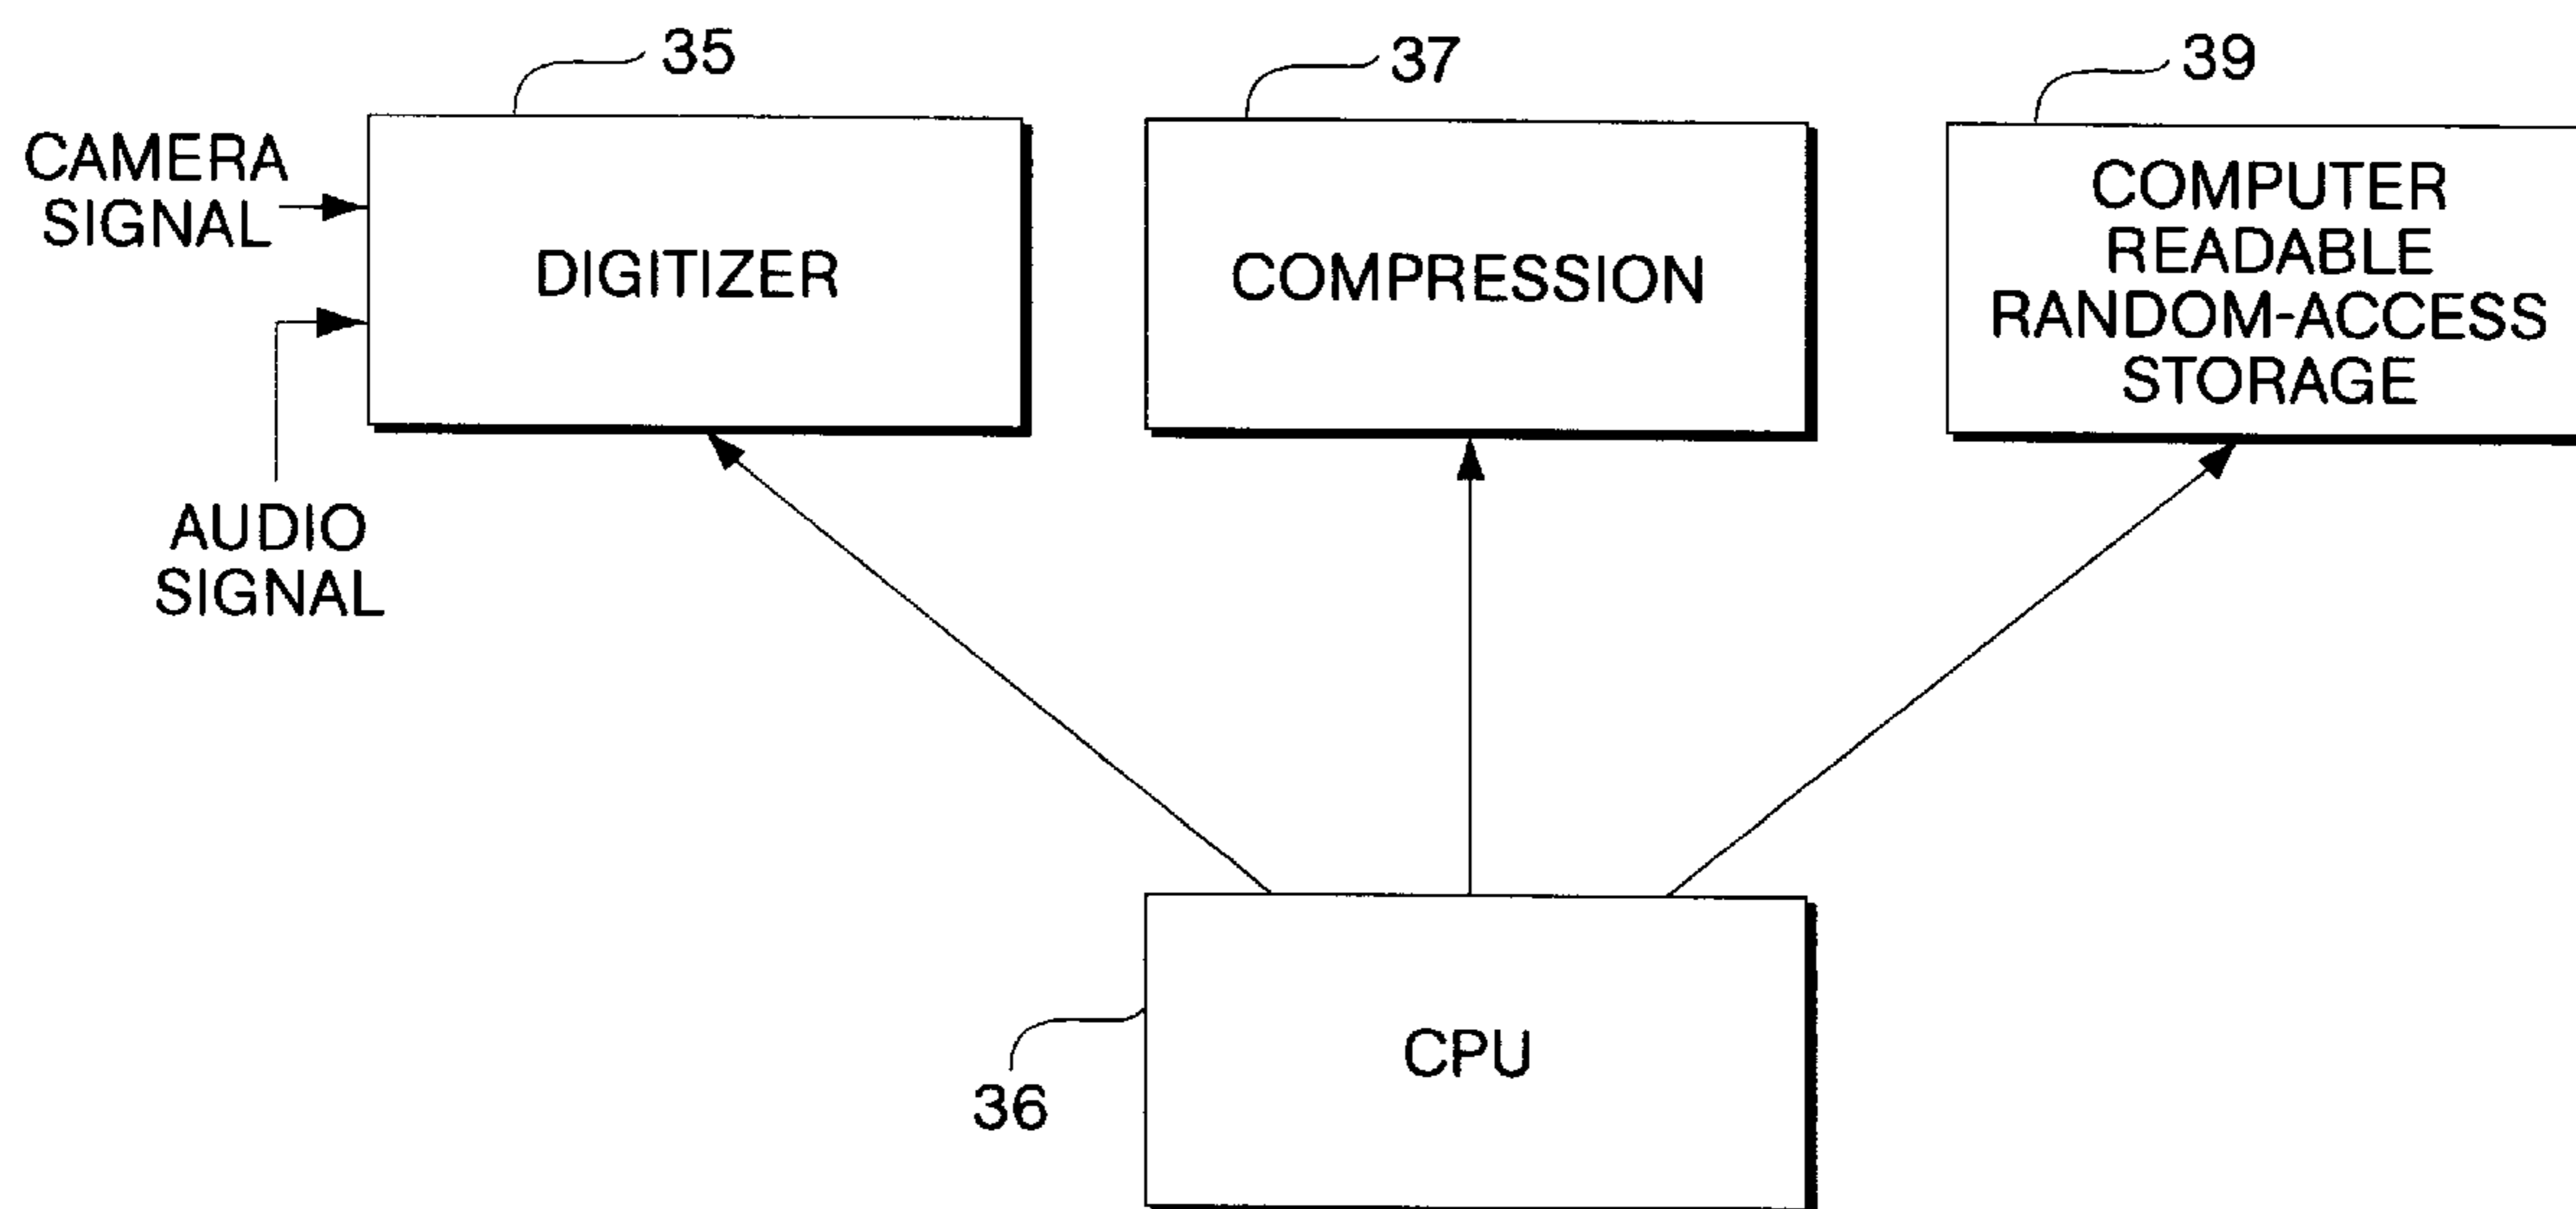 35
37
39
CAMERA
SIGNAL
DIGITIZER
COMPRESSION
COMPUTER
READABLE
RANDOM-ACCESS
STORAGE
AUDIO
SIGNAL
CPU
36